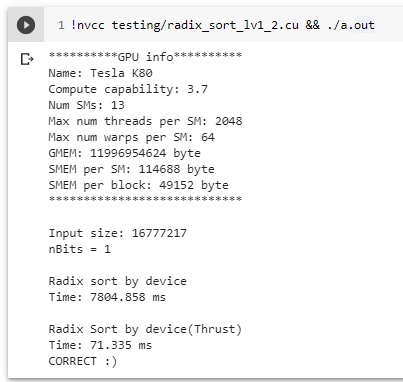 1 !nvcc testing/radix_sort_lv1_2.cu && ./a.out
**********GPU info**********
Name: Tesla K80
Compute capability: 3.7
Num SMs: 13
Max num threads per SM: 2048
Max num warps per SM: 64
GMEM: 11996954624 byte
SMEM per SM: 114688 byte
SMEM per block: 49152 byte
****************************
Input size: 16777217
nBits = 1
Radix sort by device
Time: 7804.858 ms
Radix Sort by device(Thrust)
Time: 71.335 ms
CORRECT :)